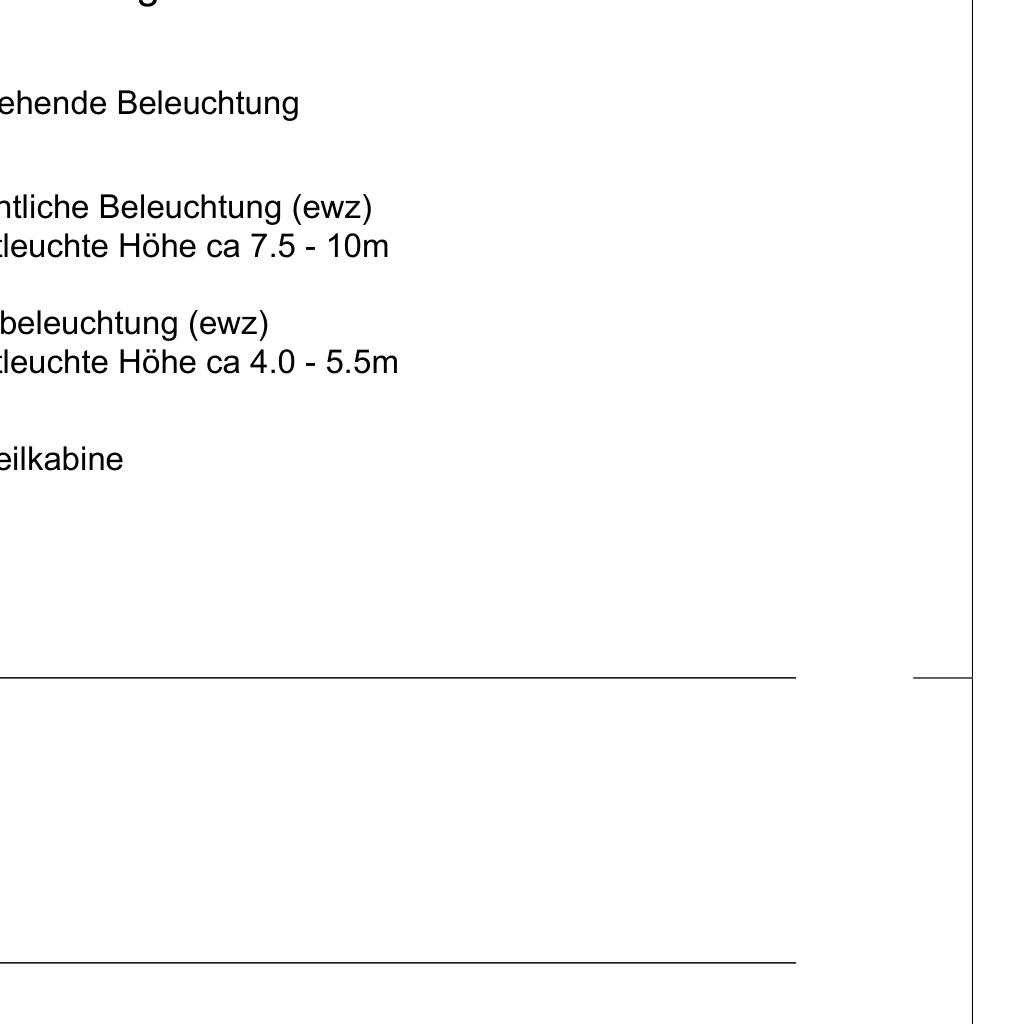 ehende Beleuchtung
ntliche Beleuchtung (ewz)
tleuchte Höhe ca 7.5 - 10m
beleuchtung (ewz)
tleuchte Höhe ca 4.0 - 5.5m
eilkabine